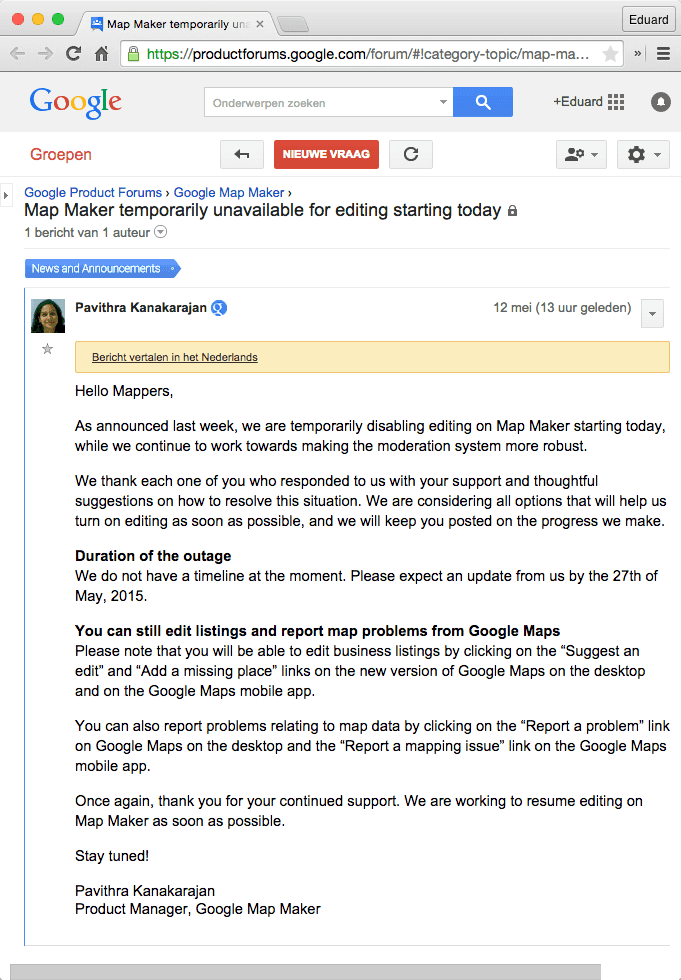 Map Maker temporarily una
Eduard
https://productforums.google.com/forum/#!category-topic/map-ma...
»
Google
Onderwerpen zoeken
+Eduard
Groepen
NIEUWE VRAAG
Google Product Forums › Google Map Maker ›
Map Maker temporarily unavailable for editing starting today
1 bericht van 1 auteur
News and Announcements
Pavithra Kanakarajan
12 mei (13 uur geleden)
Bericht vertalen in het Nederlands
Hello Mappers,
As announced last week, we are temporarily disabling editing on Map Maker starting today,
while we continue to work towards making the moderation system more robust.
We thank each one of you who responded to us with your support and thoughtful
suggestions on how to resolve this situation. We are considering all options that will help us
turn on editing as soon as possible, and we will keep you posted on the progress we make.
Duration of the outage
We do not have a timeline at the moment. Please expect an update from us by the 27th of
May, 2015.
You can still edit listings and report map problems from Google Maps
Please note that you will be able to edit business listings by clicking on the “Suggest an
edit” and “Add a missing place” links on the new version of Google Maps on the desktop
and on the Google Maps mobile app.
You can also report problems relating to map data by clicking on the “Report a problem” link
on Google Maps on the desktop and the “Report a mapping issue” link on the Google Maps
mobile app.
Once again, thank you for your continued support. We are working to resume editing on
Map Maker as soon as possible.
Stay tuned!
Pavithra Kanakarajan
Product Manager, Google Map Maker